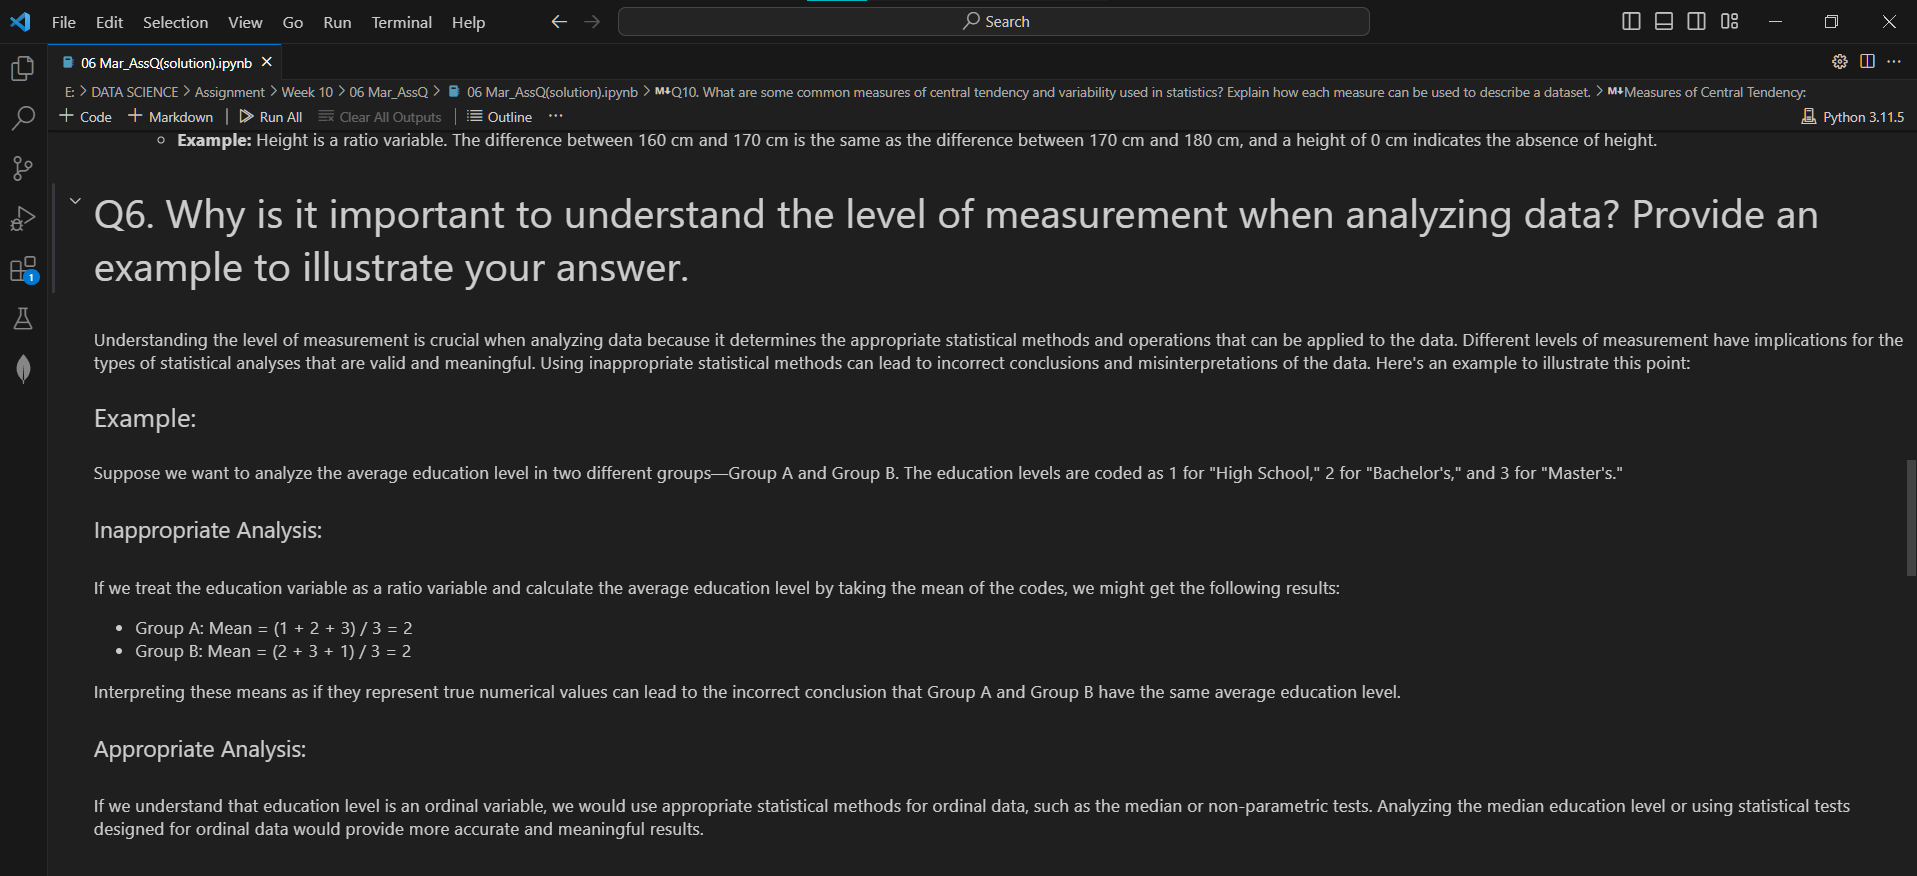 File Edit Selection View Go Run Terminal Help Search
06 Mar_AssQ(solution).ipynb
E: > DATA SCIENCE > Assignment > Week 10 > 06 Mar_AssQ > 06 Mar_AssQ(solution).ipynb > M↓Q10. What are some common measures of central tendency and variability used in statistics? Explain how each measure can be used to describe a dataset. > M↓Measures of Central Tendency:
+ Code + Markdown | Run All Clear All Outputs | Outline ··· Python 3.11.5
Example: Height is a ratio variable. The difference between 160 cm and 170 cm is the same as the difference between 170 cm and 180 cm, and a height of 0 cm indicates the absence of height.
Q6. Why is it important to understand the level of measurement when analyzing data? Provide an
example to illustrate your answer.
1
Understanding the level of measurement is crucial when analyzing data because it determines the appropriate statistical methods and operations that can be applied to the data. Different levels of measurement have implications for the
types of statistical analyses that are valid and meaningful. Using inappropriate statistical methods can lead to incorrect conclusions and misinterpretations of the data. Here's an example to illustrate this point:
Example:
Suppose we want to analyze the average education level in two different groups—Group A and Group B. The education levels are coded as 1 for "High School," 2 for "Bachelor's," and 3 for "Master's."
Inappropriate Analysis:
If we treat the education variable as a ratio variable and calculate the average education level by taking the mean of the codes, we might get the following results:
• Group A: Mean = (1 + 2 + 3) / 3 = 2
• Group B: Mean = (2 + 3 + 1) / 3 = 2
Interpreting these means as if they represent true numerical values can lead to the incorrect conclusion that Group A and Group B have the same average education level.
Appropriate Analysis:
If we understand that education level is an ordinal variable, we would use appropriate statistical methods for ordinal data, such as the median or non-parametric tests. Analyzing the median education level or using statistical tests
designed for ordinal data would provide more accurate and meaningful results.